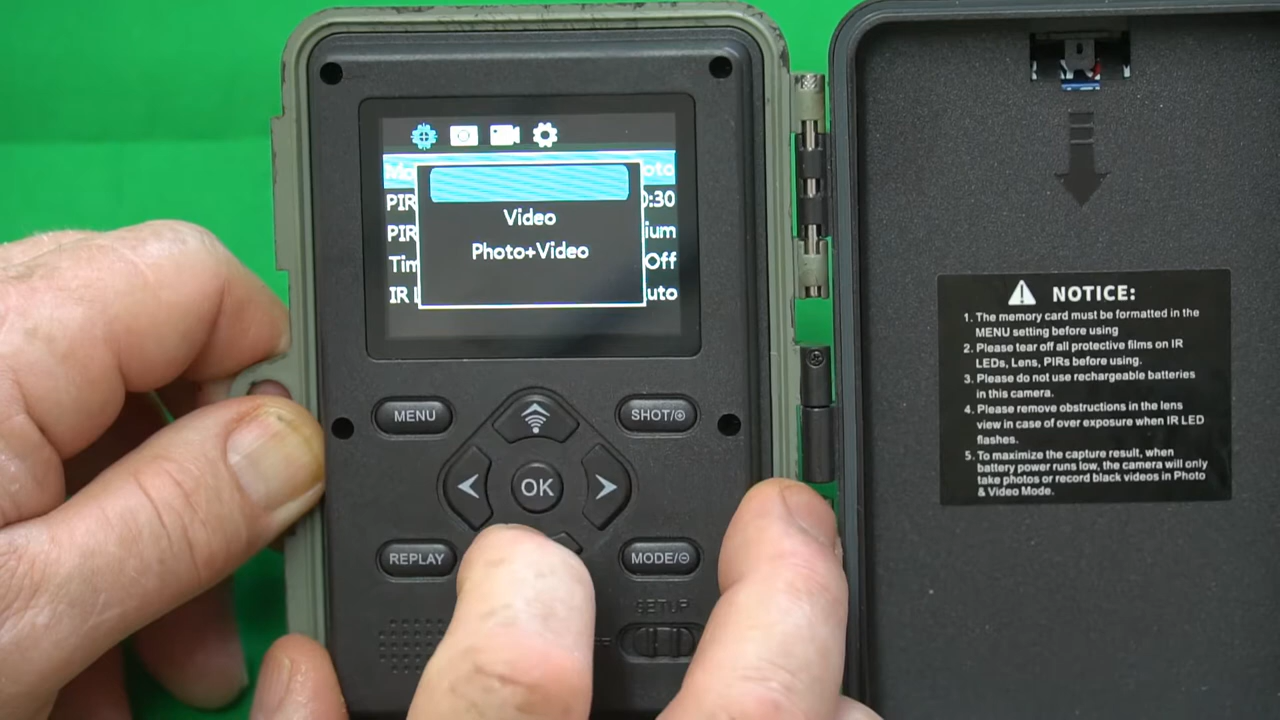 PIR :30
Video
PIR ium
Photo+Video
Tim Off
IR L uto
MENU
SHOT/⊕
OK
REPLAY
MODE/⊖
SETUP
NOTICE:
1. The memory card must be formatted in the
MENU setting before using
2. Please tear off all protective films on IR
LEDs, Lens, PIRs before using.
3. Please do not use rechargeable batteries
in this camera.
4. Please remove obstructions in the lens
view in case of over exposure when IR LED
flashes.
5. To maximize the capture result, when
battery power runs low, the camera will only
take photos or record black videos in Photo
& Video Mode.